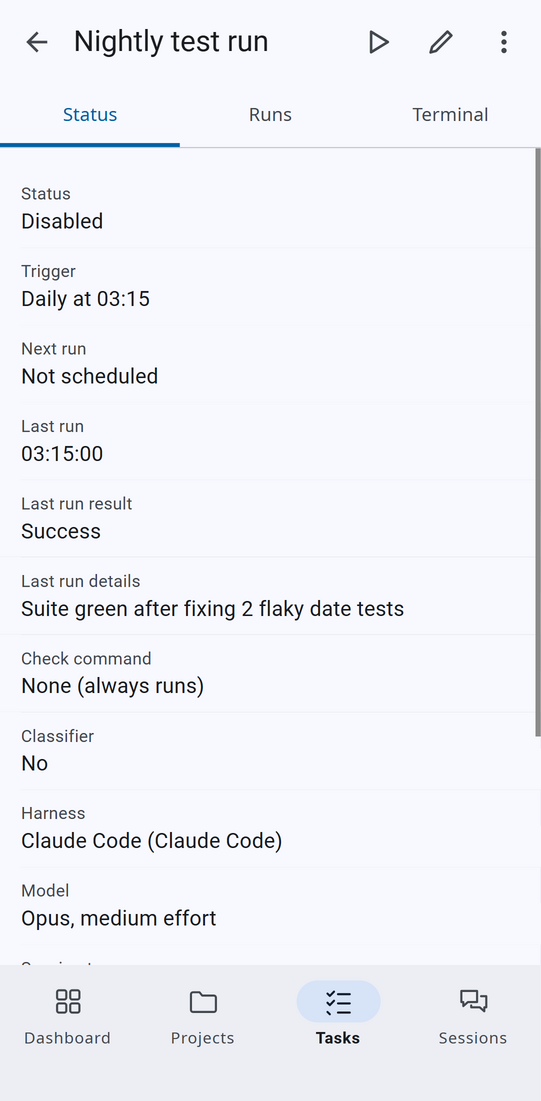 Nightly test run
Status
Runs
Terminal
Status
Disabled
Trigger
Daily at 03:15
Next run
Not scheduled
Last run
03:15:00
Last run result
Success
Last run details
Suite green after fixing 2 flaky date tests
Check command
None (always runs)
Classifier
No
Harness
Claude Code (Claude Code)
Model
Opus, medium effort
Dashboard
Projects
Tasks
Sessions